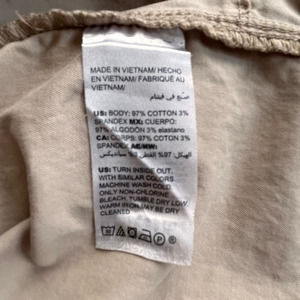 MADE IN VIETNAM/ HECHO
EN VIETNAM/ FABRIQUÉ AU
VIETNAM/
صنع في فيتنام
US: BODY: 97% COTTON 3%
SPANDEX MX: CUERPO:
97% ALGODÓN 3% elastano
CA: CORPS: 97% COTTON 3%
SPANDEX AE/KW:
الهيكل: 97% القطن 3% سباندكس
US: TURN INSIDE OUT.
WITH SIMILAR COLORS
MACHINE WASH COLD.
ONLY NON-CHLORINE
BLEACH. TUMBLE DRY LOW.
WARM IRON MAY BE DRY
CLEANED